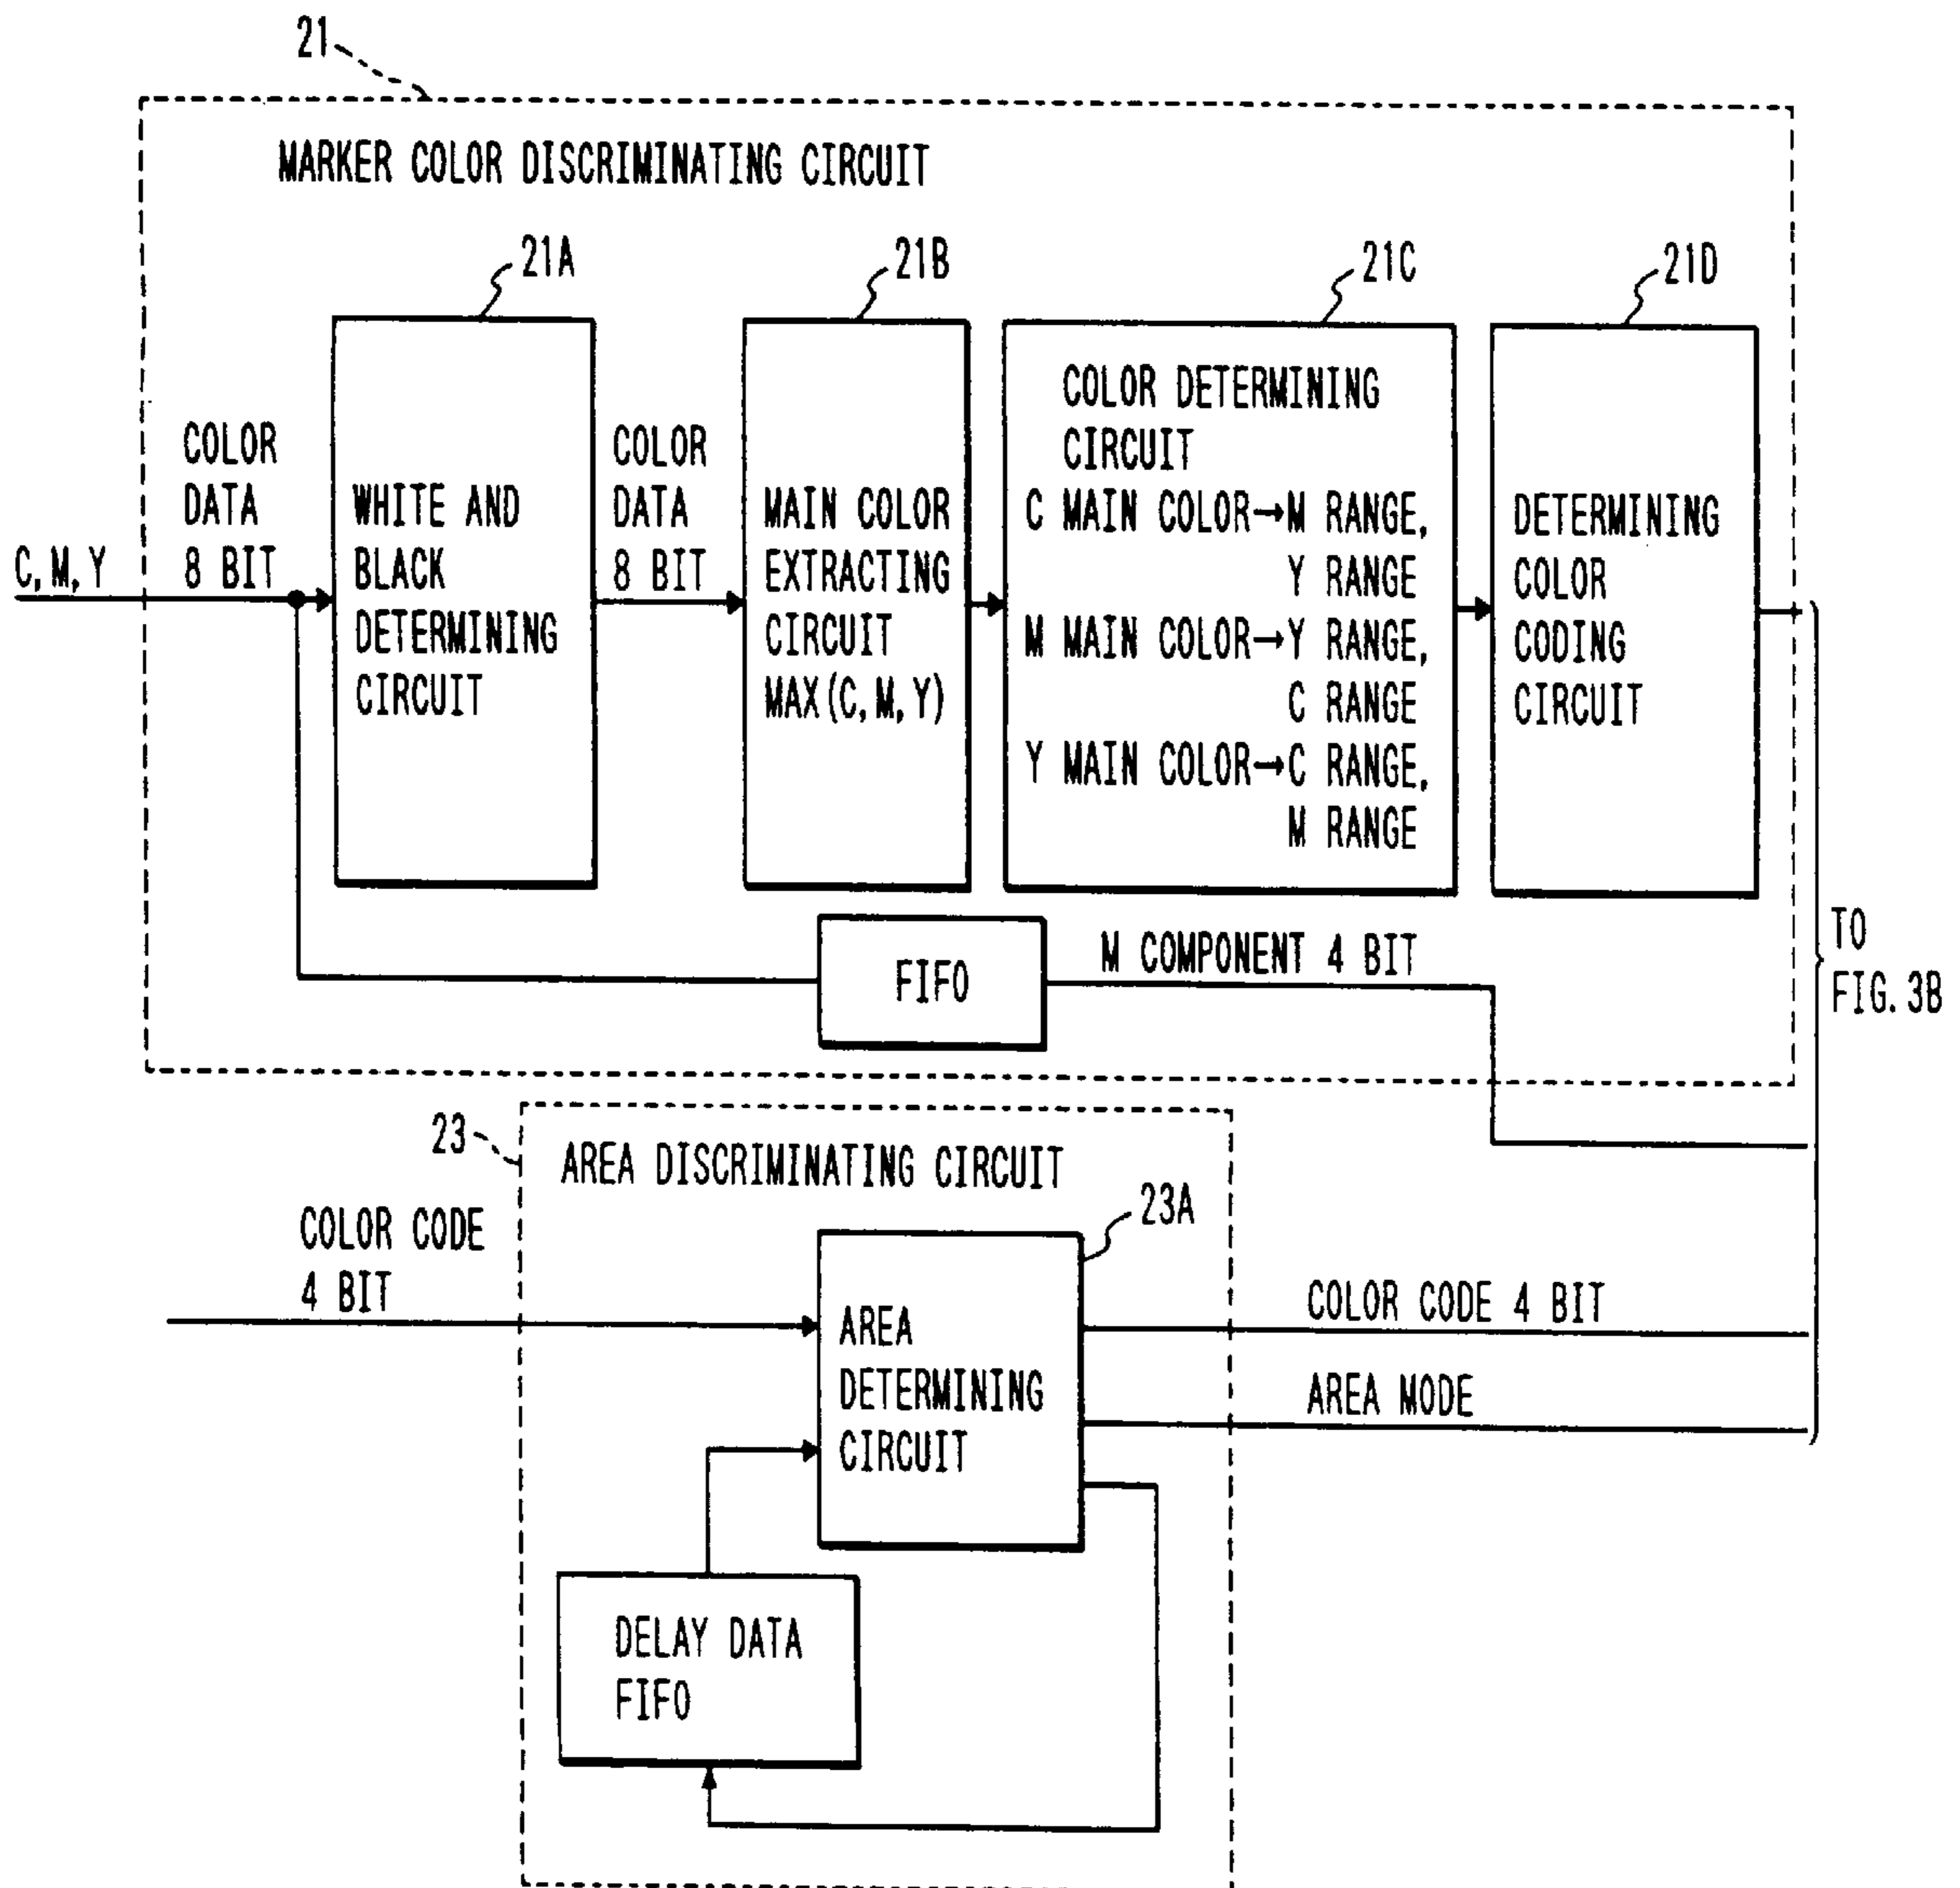 21
MARKER COLOR DISCRIMINATING CIRCUIT
21A
21B
21C
21D
C, M, Y
COLOR
DATA
8 BIT
WHITE AND
BLACK
DETERMINING
CIRCUIT
COLOR
DATA
8 BIT
MAIN COLOR
EXTRACTING
CIRCUIT
MAX(C, M, Y)
COLOR DETERMINING
CIRCUIT
C MAIN COLOR→M RANGE,
Y RANGE
M MAIN COLOR→Y RANGE,
C RANGE
Y MAIN COLOR→C RANGE,
M RANGE
DETERMINING
COLOR
CODING
CIRCUIT
FIFO
M COMPONENT 4 BIT
TO
FIG.3B
23
AREA DISCRIMINATING CIRCUIT
23A
COLOR CODE
4 BIT
AREA
DETERMINING
CIRCUIT
COLOR CODE 4 BIT
AREA MODE
DELAY DATA
FIFO